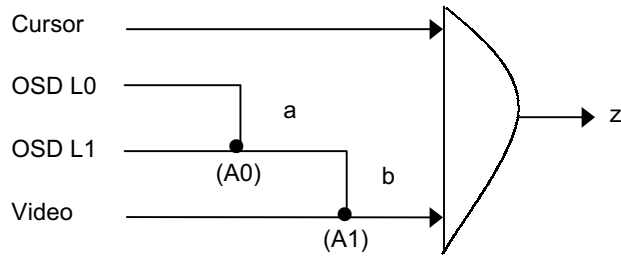 Cursor
OSD L0
a
z
OSD L1
(A0)
b
Video
(A1)